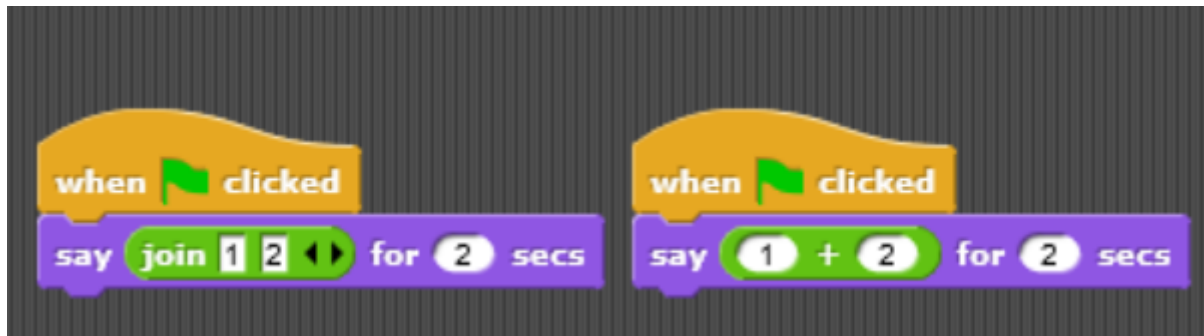 when clicked
say join 1 2 for 2 secs
when clicked
say 1 + 2 for 2 secs